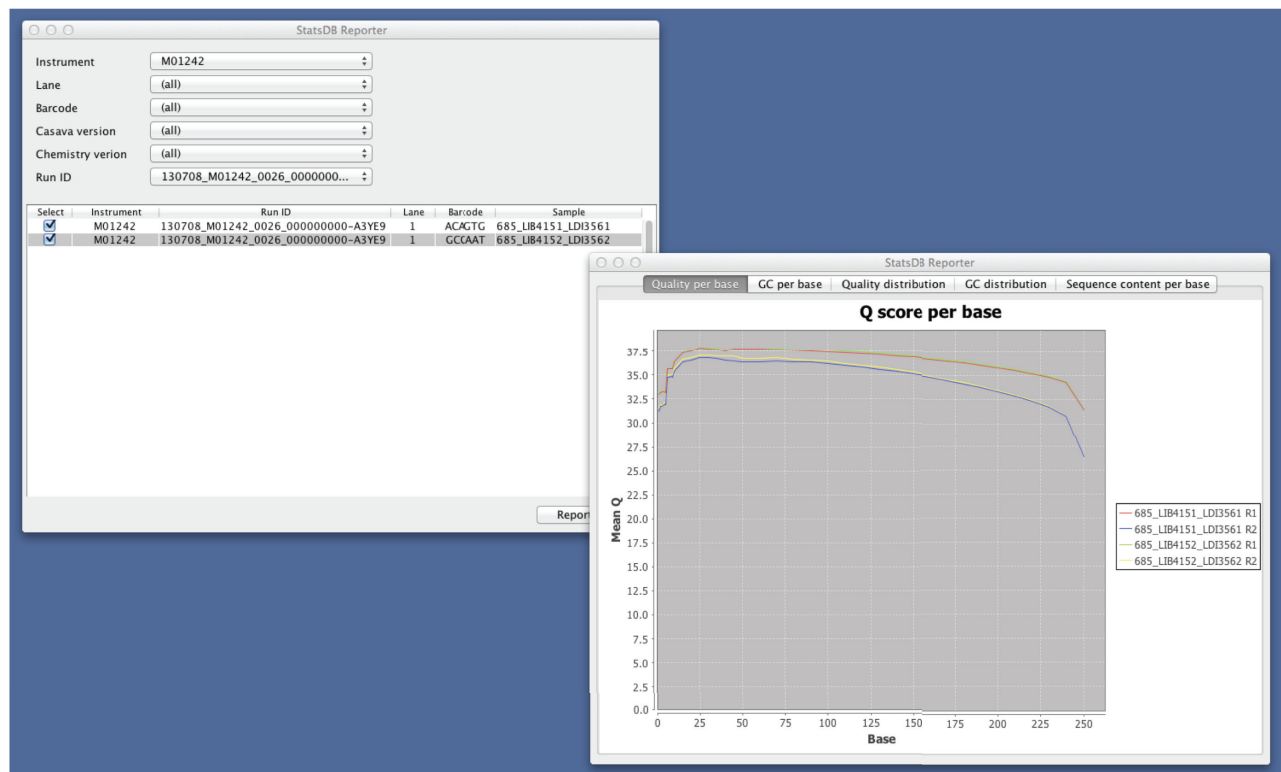 StatsDB Reporter
Instrument M01242
Lane (all)
Barcode (all)
Casava version (all)
Chemistry verion (all)
Run ID 130708_M01242_0026_0000000...
Select Instrument Run ID Lane Barcode Sample
M01242 130708_M01242_0026_000000000-A3YE9 1 ACAGTG 685_LIB4151_LDI3561
M01242 130708_M01242_0026_000000000-A3YE9 1 GCCAAT 685_LIB4152_LDI3562
Report
StatsDB Reporter
Quality per base GC per base Quality distribution GC distribution Sequence content per base
Q score per base
Mean Q
37.5
35.0
32.5
30.0
27.5
25.0
22.5
20.0
17.5
15.0
12.5
10.0
7.5
5.0
2.5
0.0
0 25 50 75 100 125 150 175 200 225 250
Base
685_LIB4151_LDI3561 R1
685_LIB4151_LDI3561 R2
685_LIB4152_LDI3562 R1
685_LIB4152_LDI3562 R2